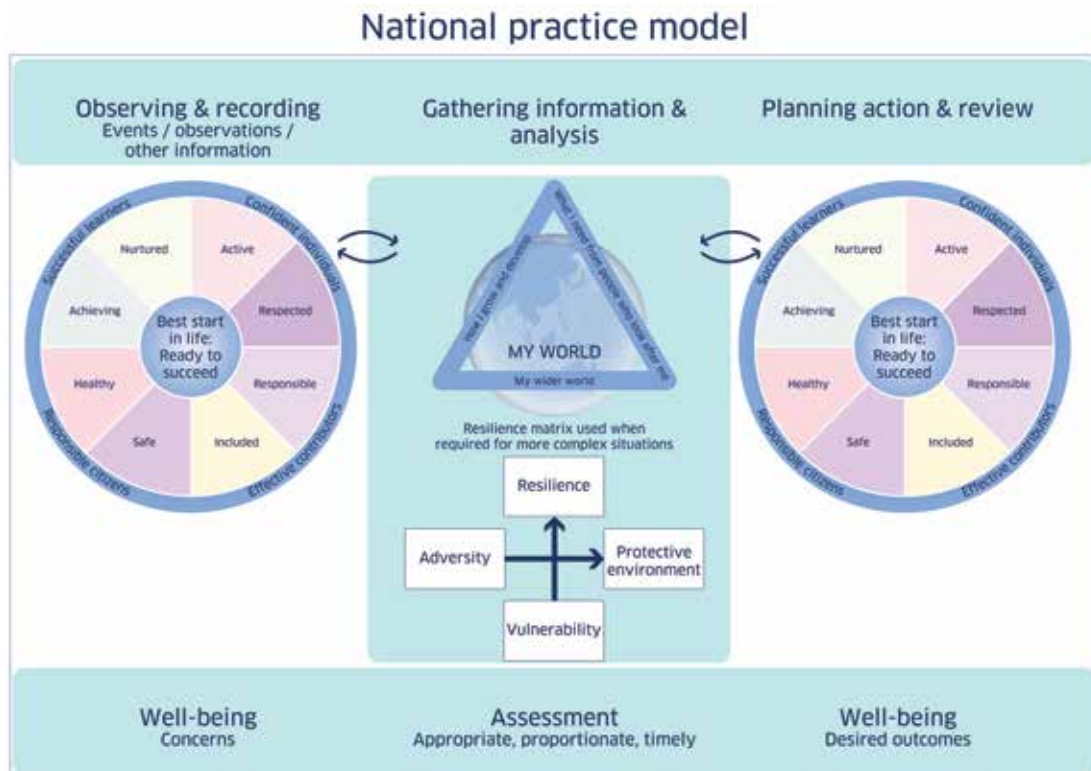 National practice model
Observing & recording
Events / observations /
other information
Gathering information &
analysis
Planning action & review
Successful learners
Confident individuals
Nurtured
Active
Achieving
Respected
Best start
in life:
Ready to
succeed
Healthy
Responsible
Safe
Included
Responsible citizens
Effective contributors
How I grow and develop
What I need from people who look after me
MY WORLD
My wider world
Resilience matrix used when
required for more complex situations
Resilience
Adversity
Protective
environment
Vulnerability
Successful learners
Confident individuals
Nurtured
Active
Achieving
Respected
Best start
in life:
Ready to
succeed
Healthy
Responsible
Safe
Included
Responsible citizens
Effective contributors
Well-being
Concerns
Assessment
Appropriate, proportionate, timely
Well-being
Desired outcomes